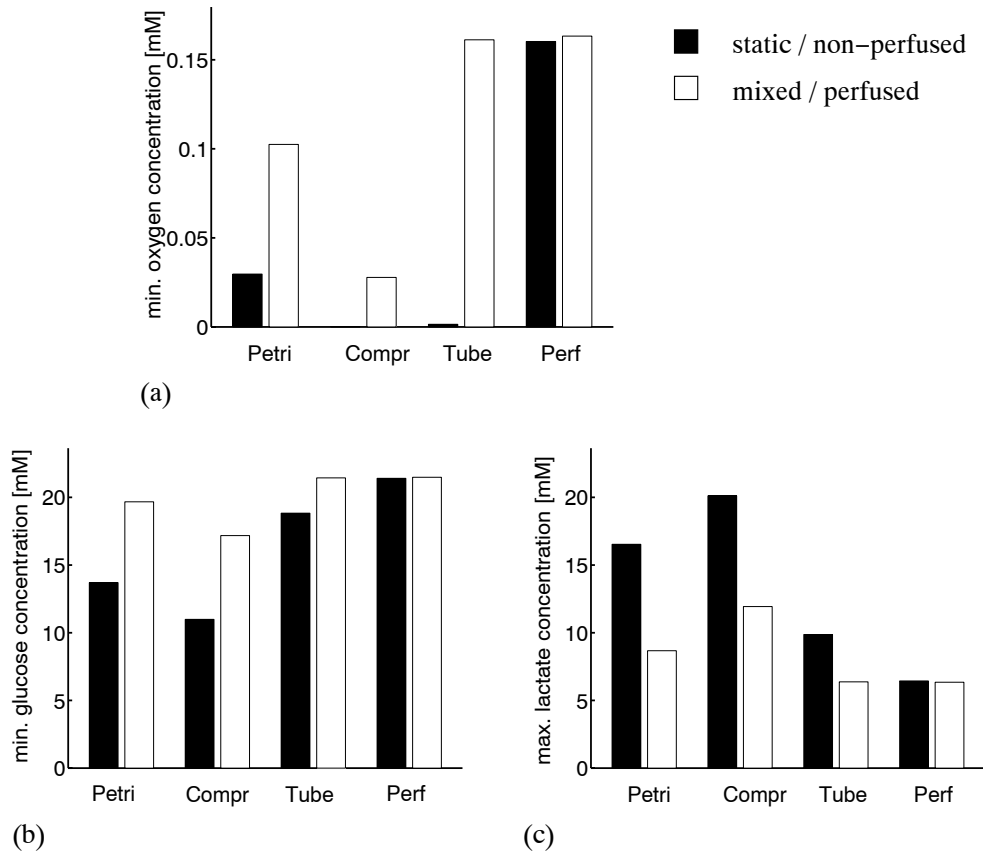 min. oxygen concentration [mM]
0.15
0.1
0.05
0
Petri Compr Tube Perf
static / non−perfused
mixed / perfused
(a)
min. glucose concentration [mM]
20
15
10
5
0
Petri Compr Tube Perf
(b)
max. lactate concentration [mM]
20
15
10
5
0
Petri Compr Tube Perf
(c)